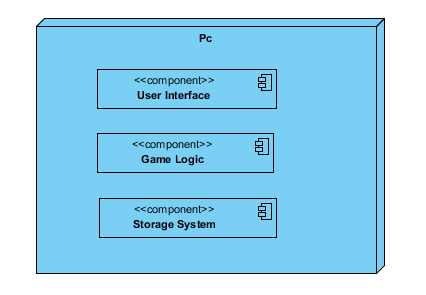 Pc
<<component>>
User Interface
<<component>>
Game Logic
<<component>>
Storage System